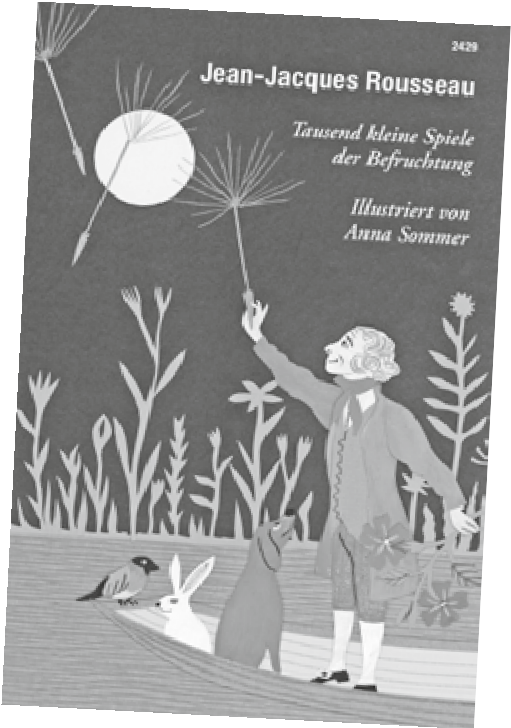 2429
Jean-Jacques Rousseau
Tausend kleine Spiele
der Befruchtung
Illustriert von
Anna Sommer